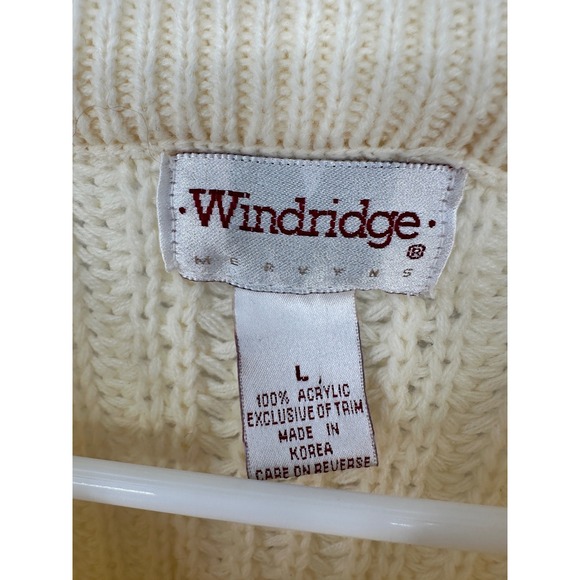 ·Windridge·®
MERVYNS
L
100% ACRYLIC
EXCLUSIVE OF TRIM
MADE IN
KOREA
CARE ON REVERSE